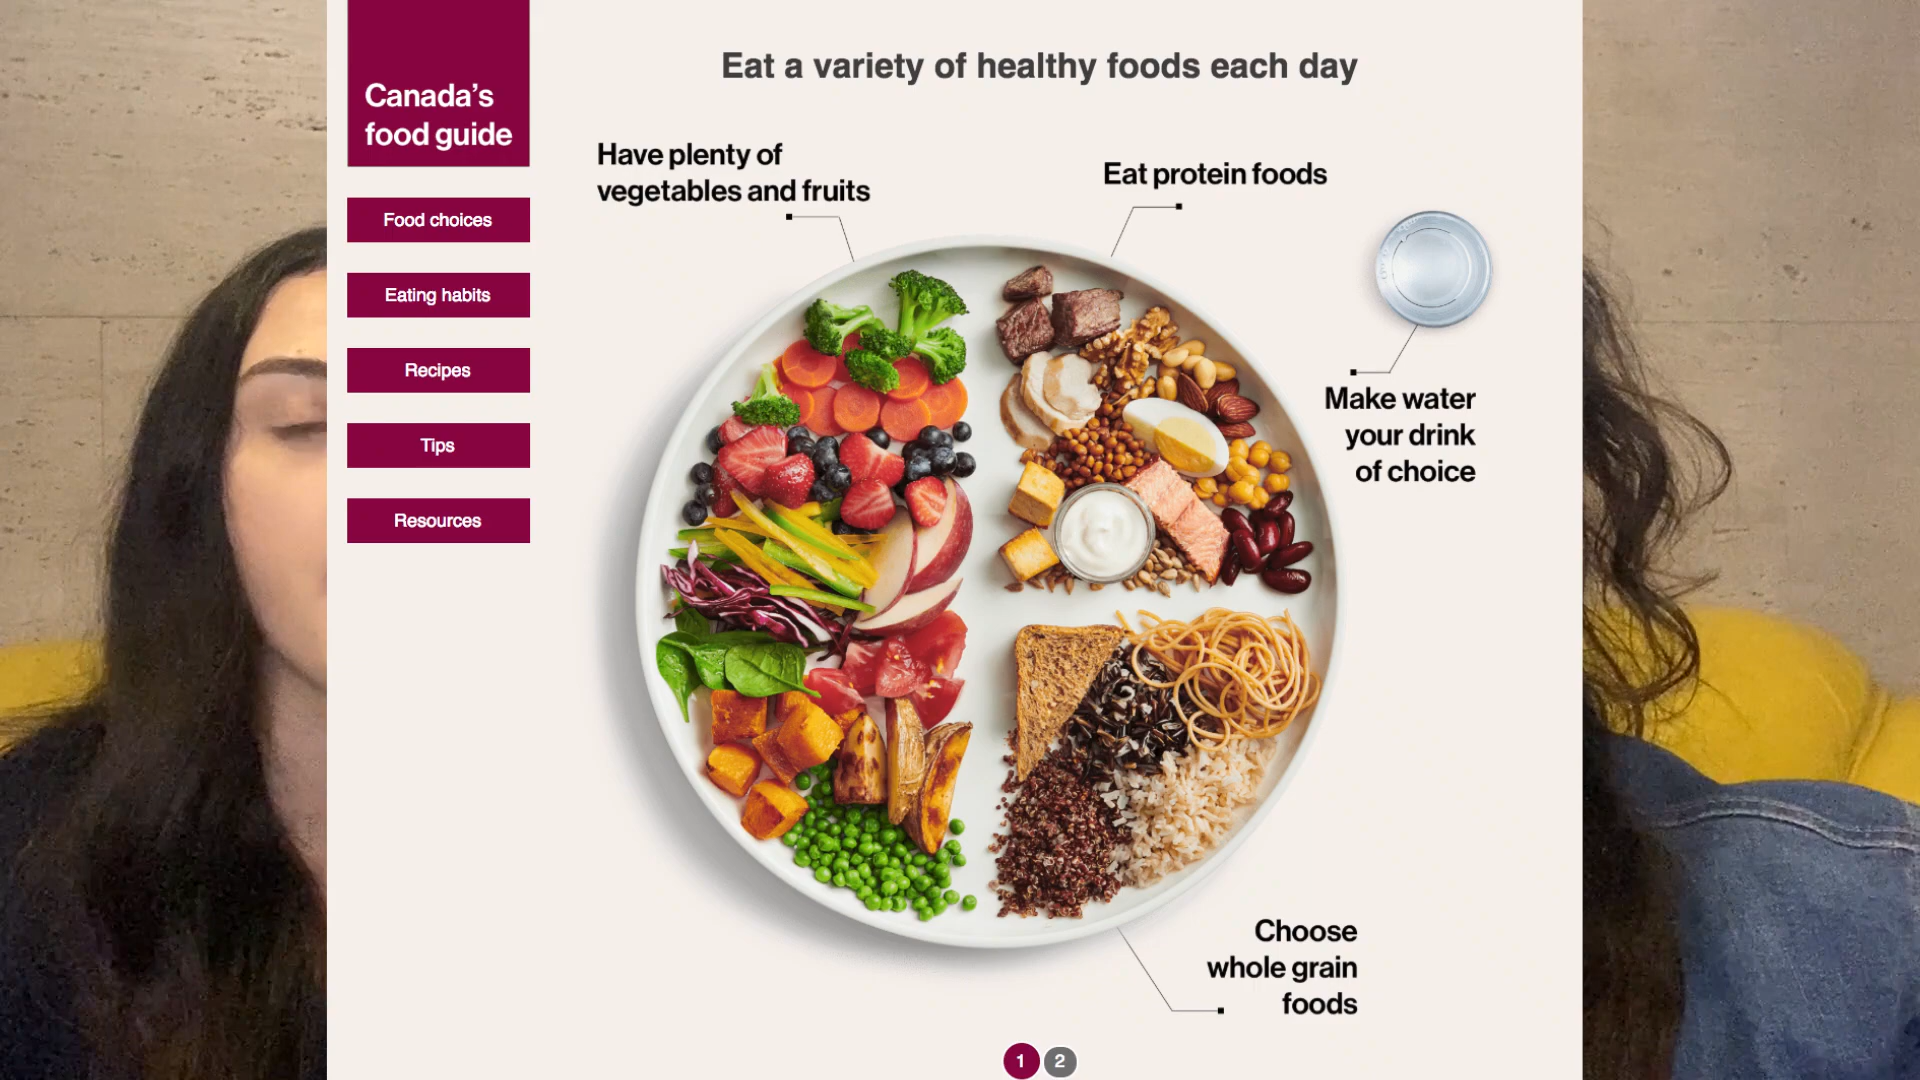 Canada's
food guide
Food choices
Eating habits
Recipes
Tips
Resources
Eat a variety of healthy foods each day
Have plenty of
vegetables and fruits
Eat protein foods
Make water
your drink
of choice
Choose
whole grain
foods
1 2